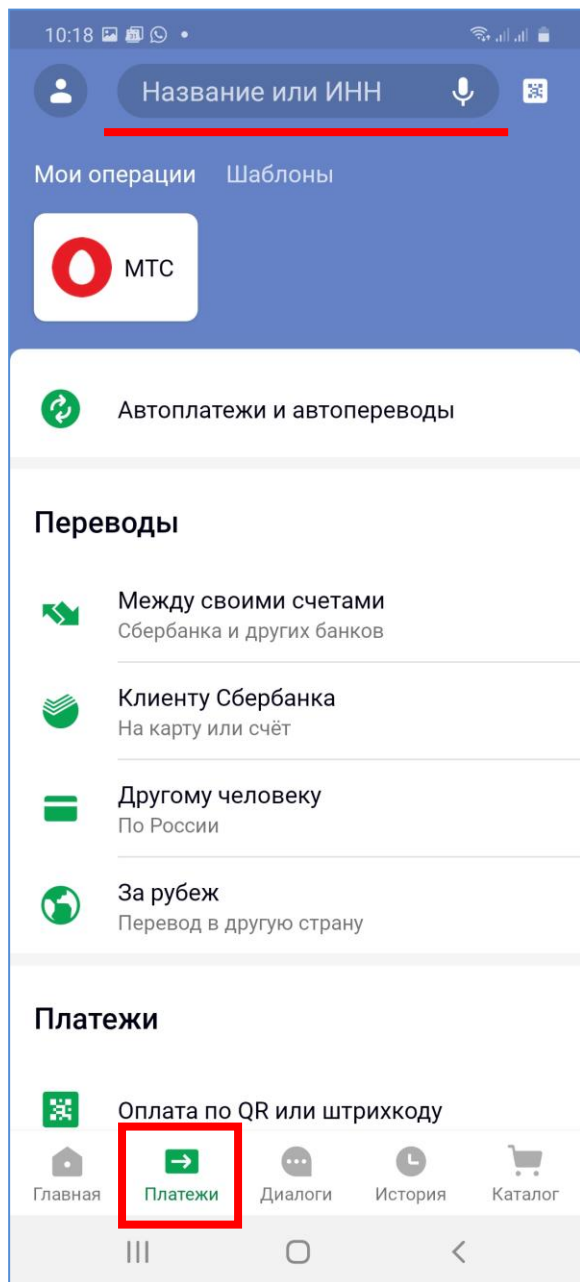 10:18
Название или ИНН
Мои операции Шаблоны
МТС
Автоплатежи и автопереводы
Переводы
Между своими счетами
Сбербанка и других банков
Клиенту Сбербанка
На карту или счёт
Другому человеку
По России
За рубеж
Перевод в другую страну
Платежи
Оплата по QR или штрихкоду
Главная Платежи Диалоги История Каталог